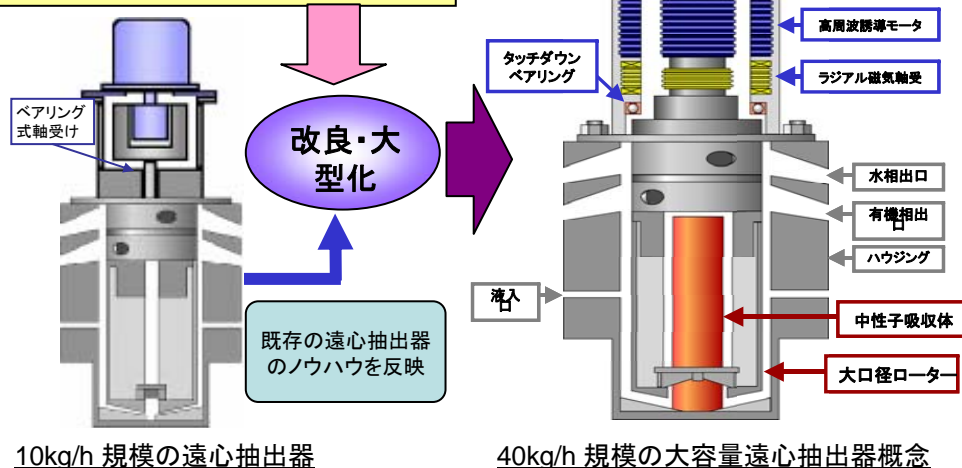 ベアリング
式軸受け
改良・大
型化
既存の遠心抽出器
のノウハウを反映
10kg/h 規模の遠心抽出器
タッチダウン
ベアリング
高周波誘導モータ
ラジアル磁気軸受
水相出口
有機相出
口
ハウジング
液入
口
中性子吸収体
大口径ローター
40kg/h 規模の大容量遠心抽出器概念